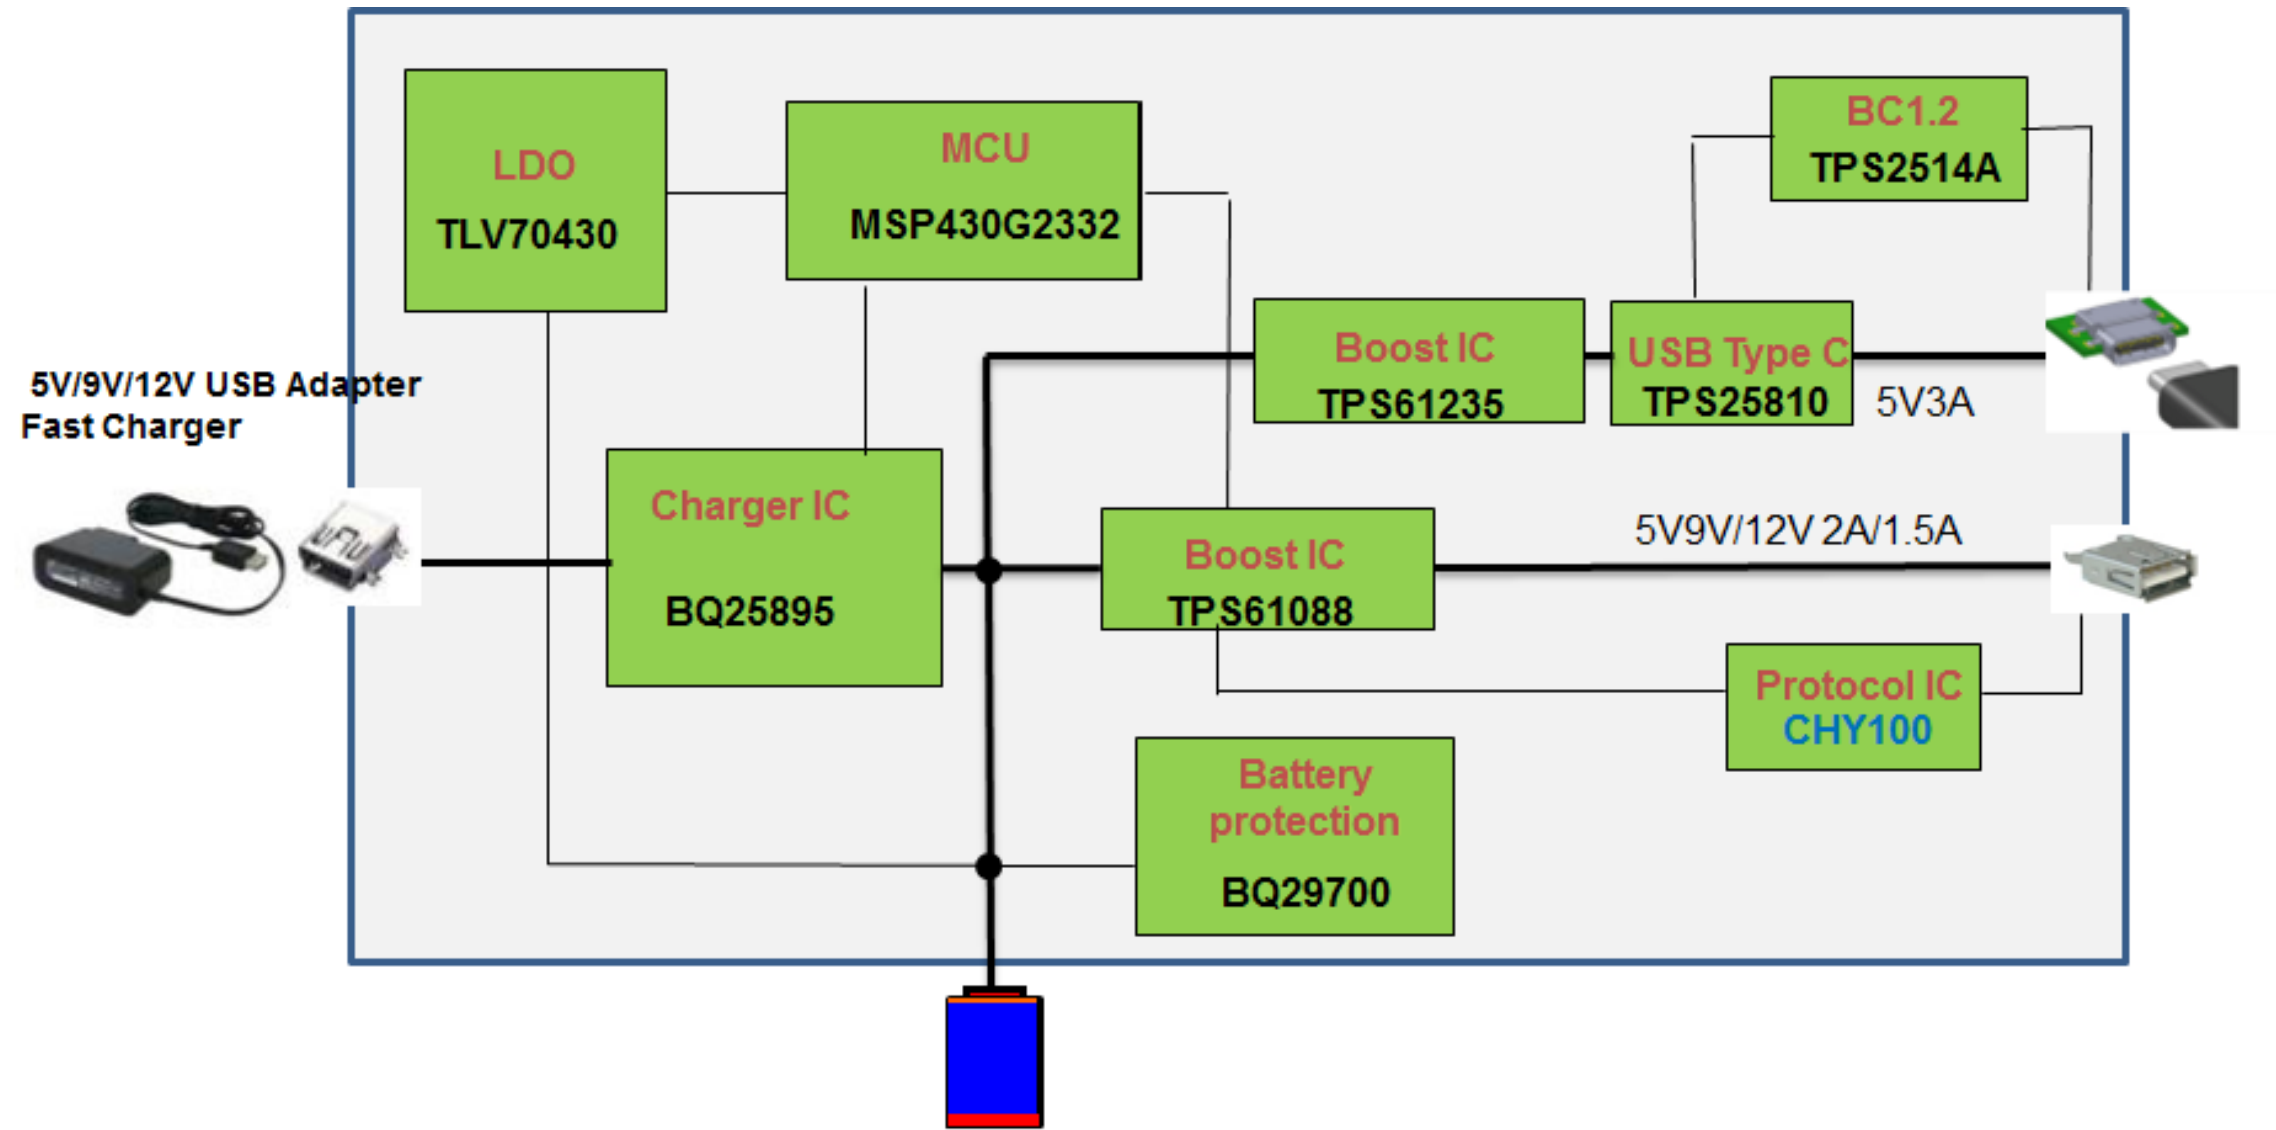 LDO
TLV70430
MCU
MSP430G2332
BC1.2
TPS2514A
5V/9V/12V USB Adapter
Fast Charger
Boost IC
TPS61235
USB Type C
TPS25810
5V3A
Charger IC
BQ25895
Boost IC
TPS61088
5V9V/12V 2A/1.5A
Protocol IC
CHY100
Battery
protection
BQ29700